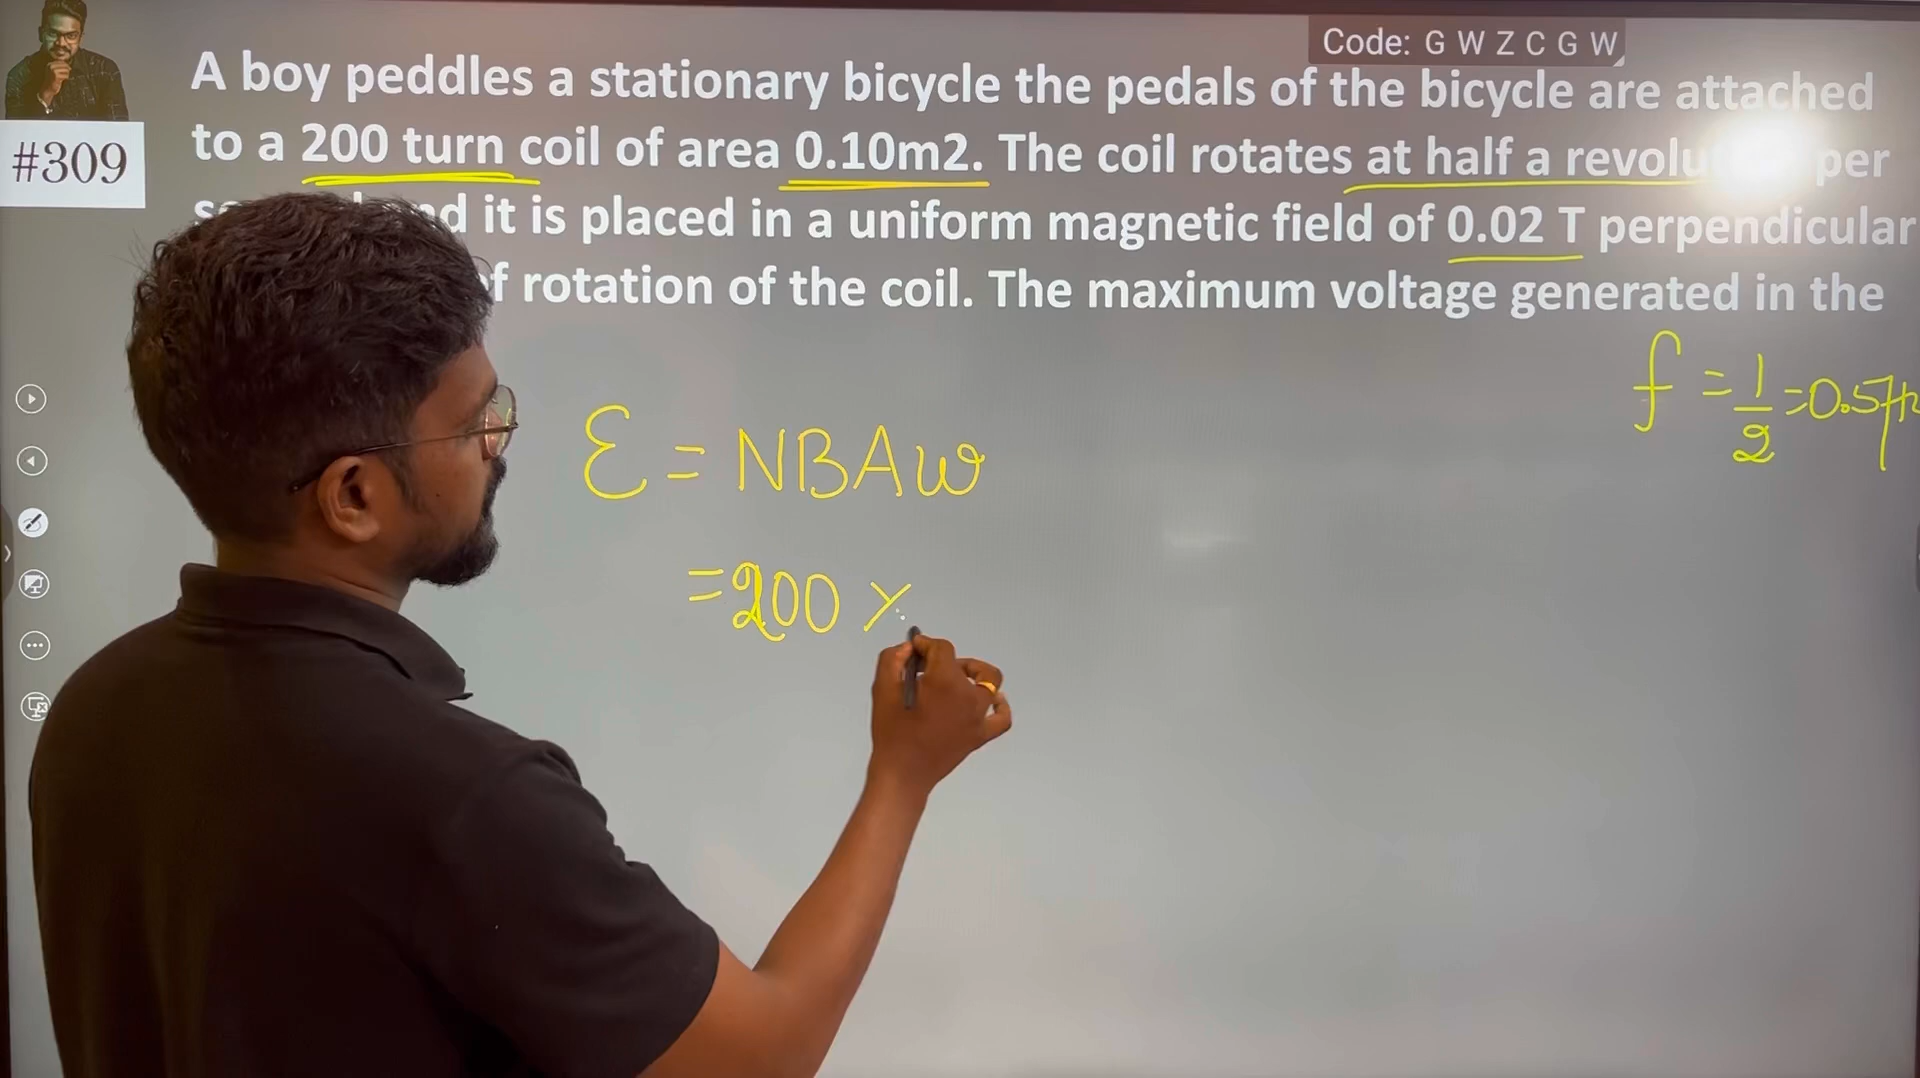 Code: G W Z C G W
A boy peddles a stationary bicycle the pedals of the bicycle are attached
#309
to a 200 turn coil of area 0.10m2. The coil rotates at half a per
it is placed in a uniform magnetic field of 0.02 T perpendicular
rotation of the coil. The maximum voltage generated in the
f = 1/2 = 0.5
ℰ = NBAω
= 200 ×